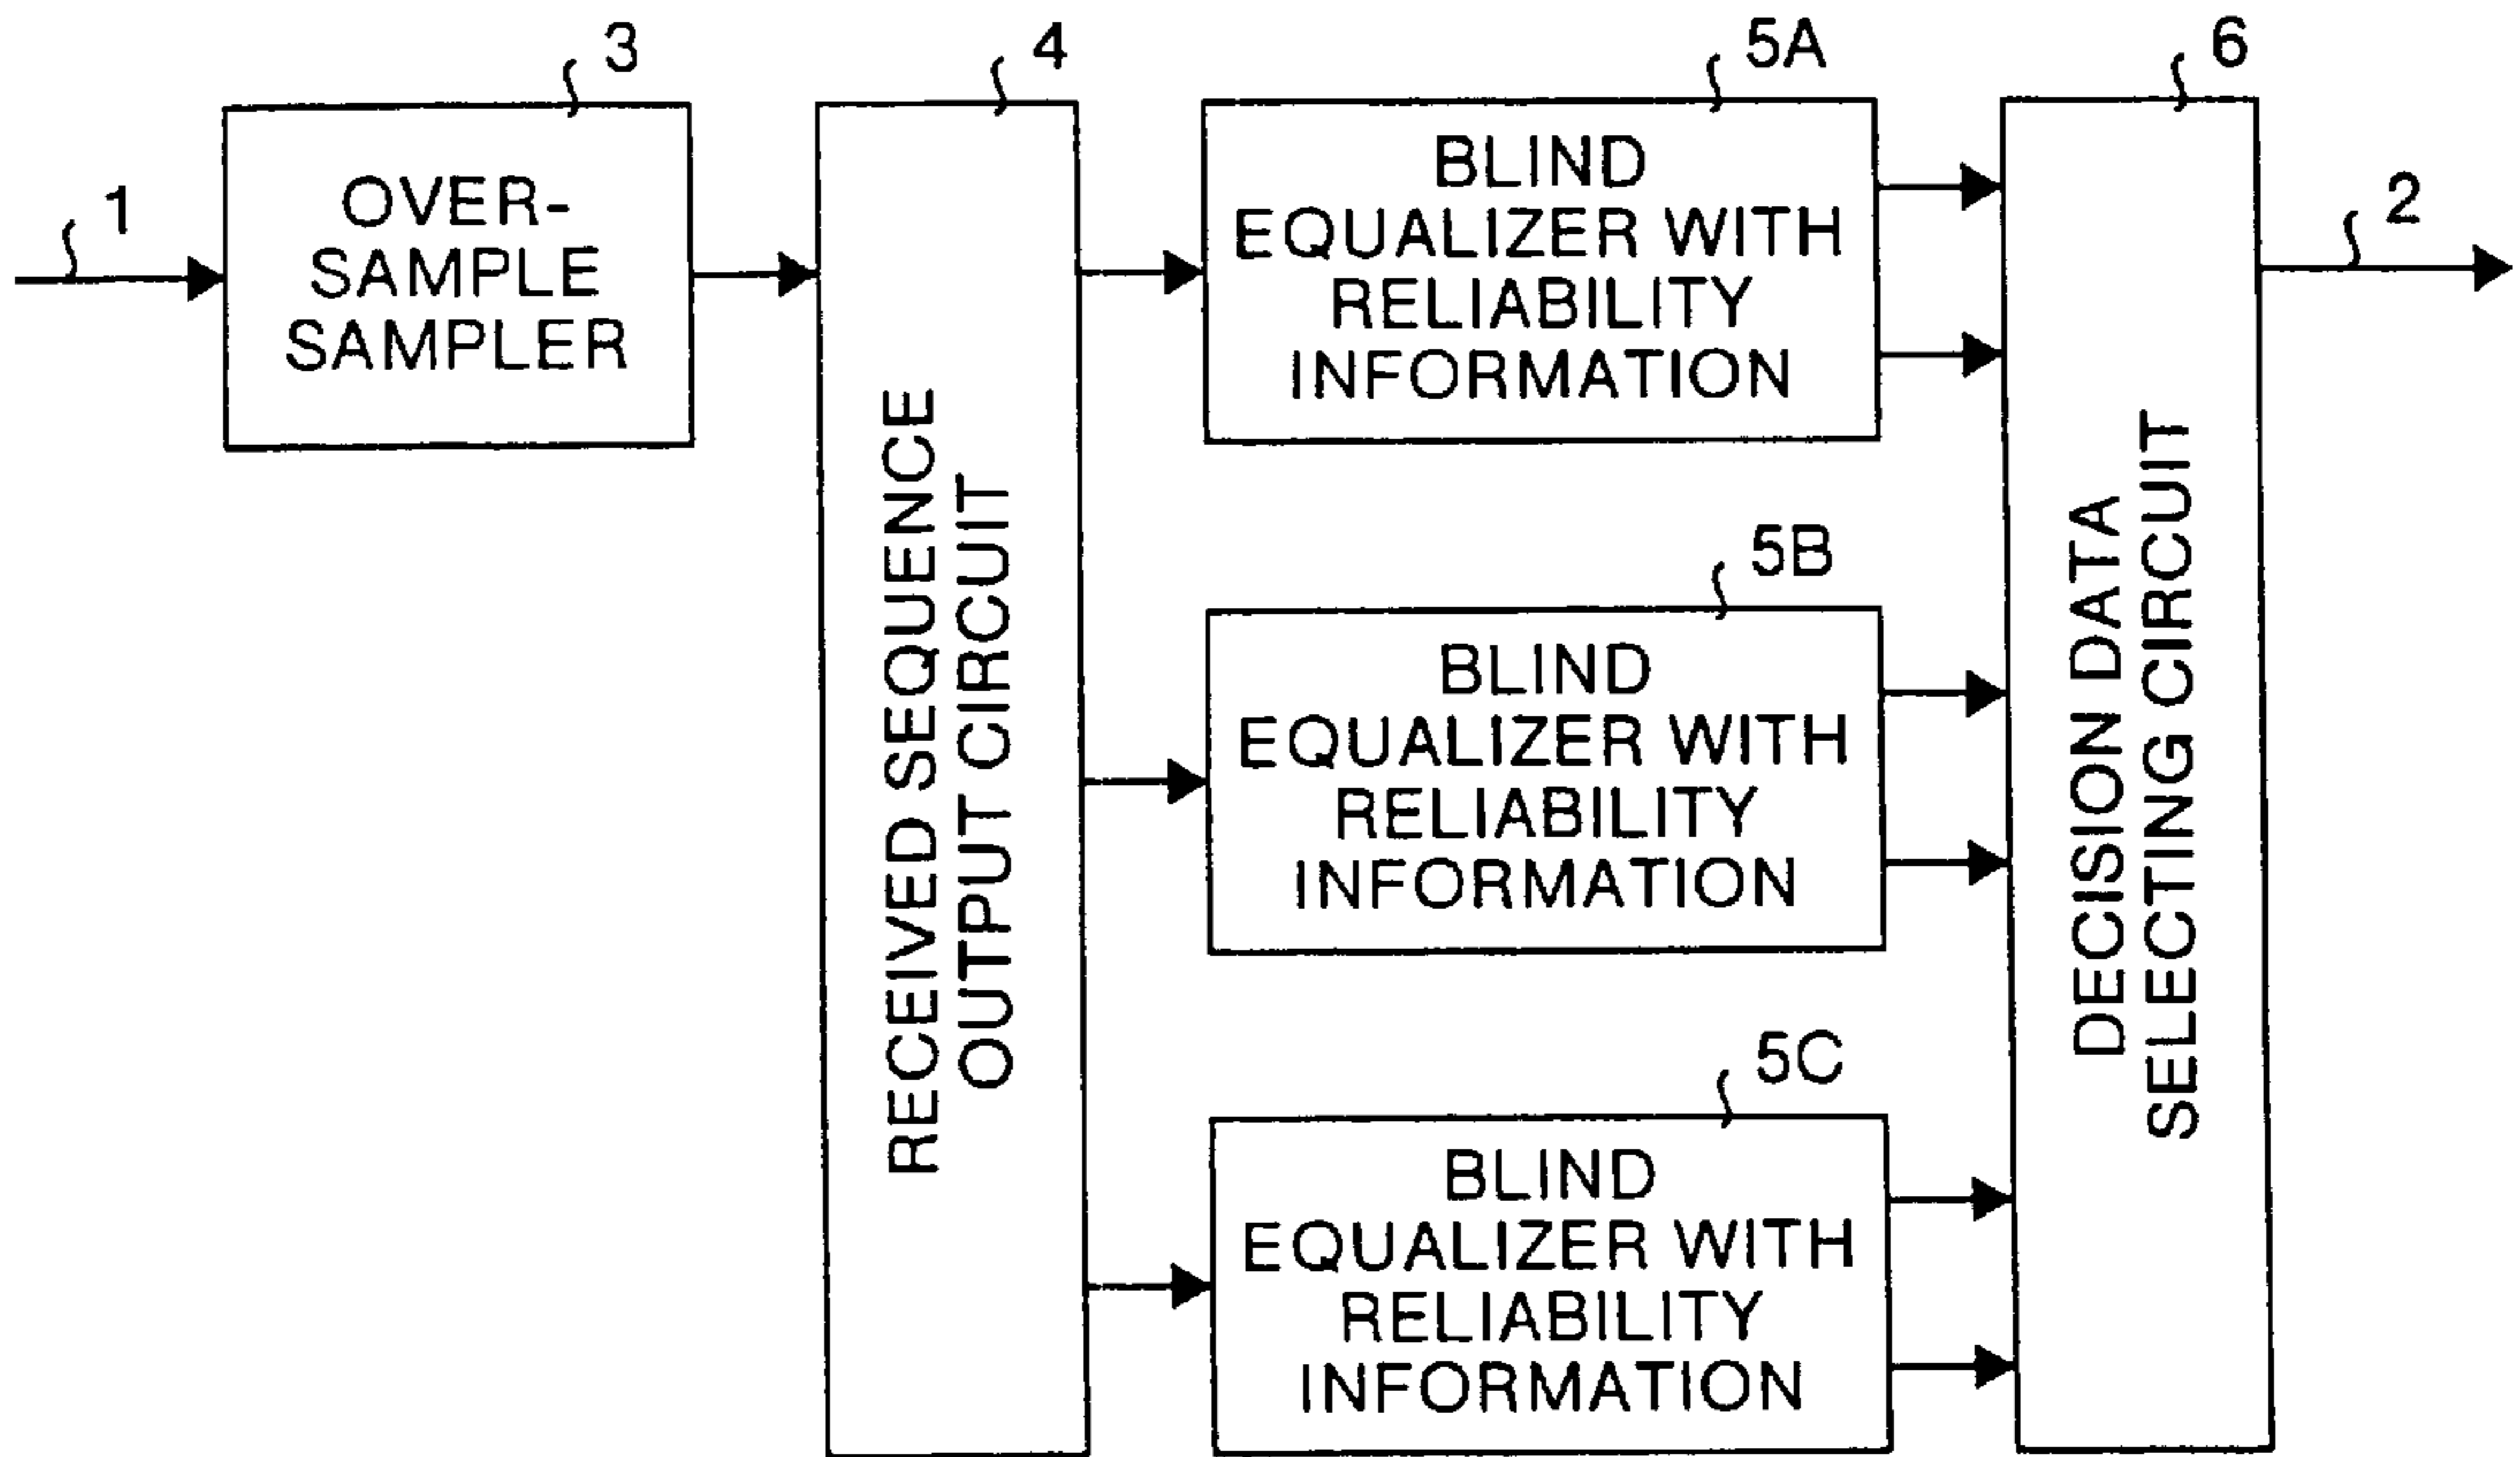 3
4
5A
6
1
OVER-
SAMPLE
SAMPLER
RECEIVED SEQUENCE
OUTPUT CIRCUIT
BLIND
EQUALIZER WITH
RELIABILITY
INFORMATION
5B
BLIND
EQUALIZER WITH
RELIABILITY
INFORMATION
5C
BLIND
EQUALIZER WITH
RELIABILITY
INFORMATION
DECISION DATA
SELECTING CIRCUIT
2